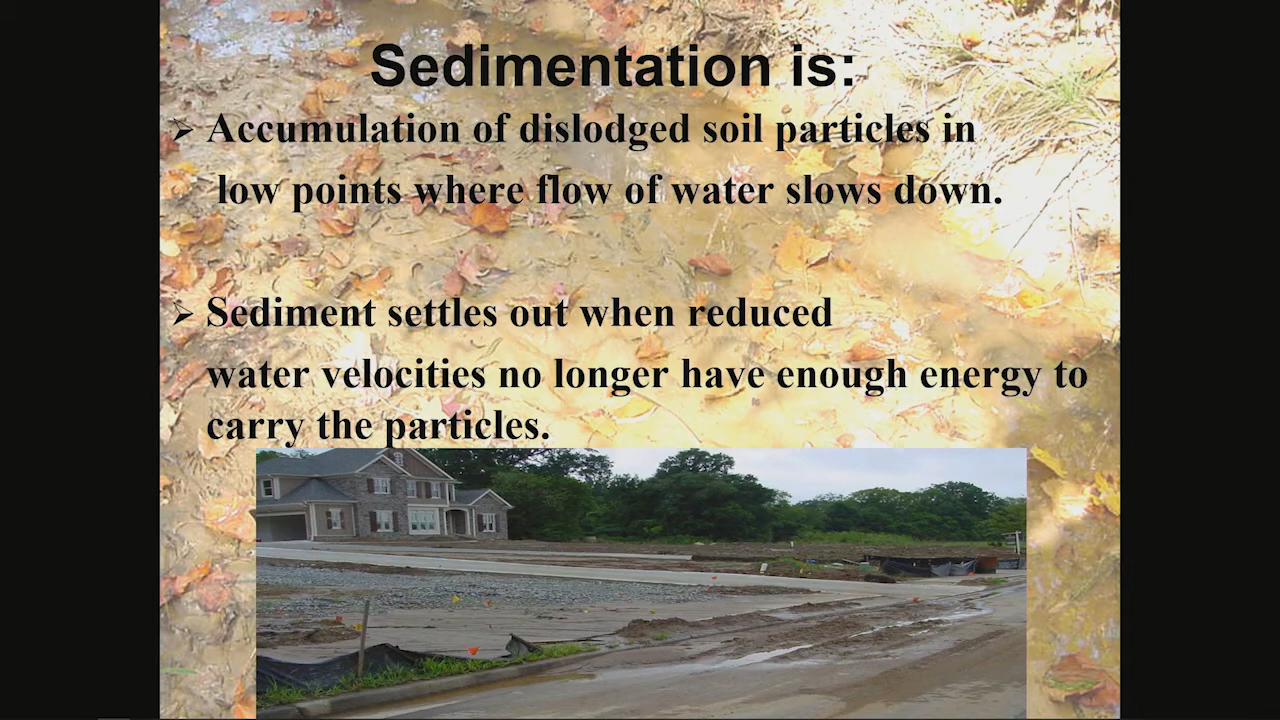 Sedimentation is:
➢ Accumulation of dislodged soil particles in
low points where flow of water slows down.
➢ Sediment settles out when reduced
water velocities no longer have enough energy to
carry the particles.